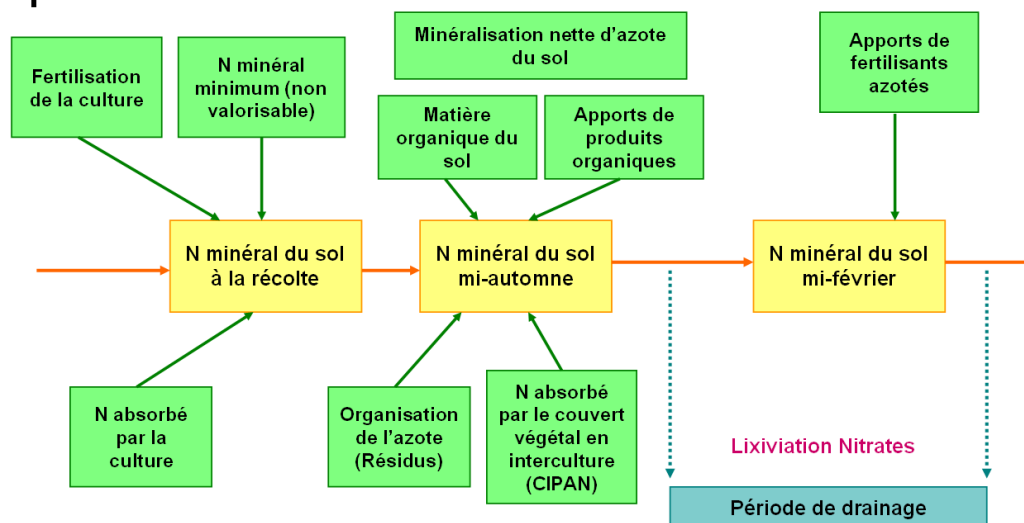 Fertilisation
de la culture
N minéral
minimum (non
valorisable)
Minéralisation nette d'azote
du sol
Matière
organique du
sol
Apports de
produits
organiques
Apports de
fertilisants
azotés
N minéral du sol
à la récolte
N minéral du sol
mi-automne
N minéral du sol
mi-février
N absorbé
par la
culture
Organisation
de l'azote
(Résidus)
N absorbé
par le couvert
végétal en
interculture
(CIPAN)
Lixiviation Nitrates
Période de drainage